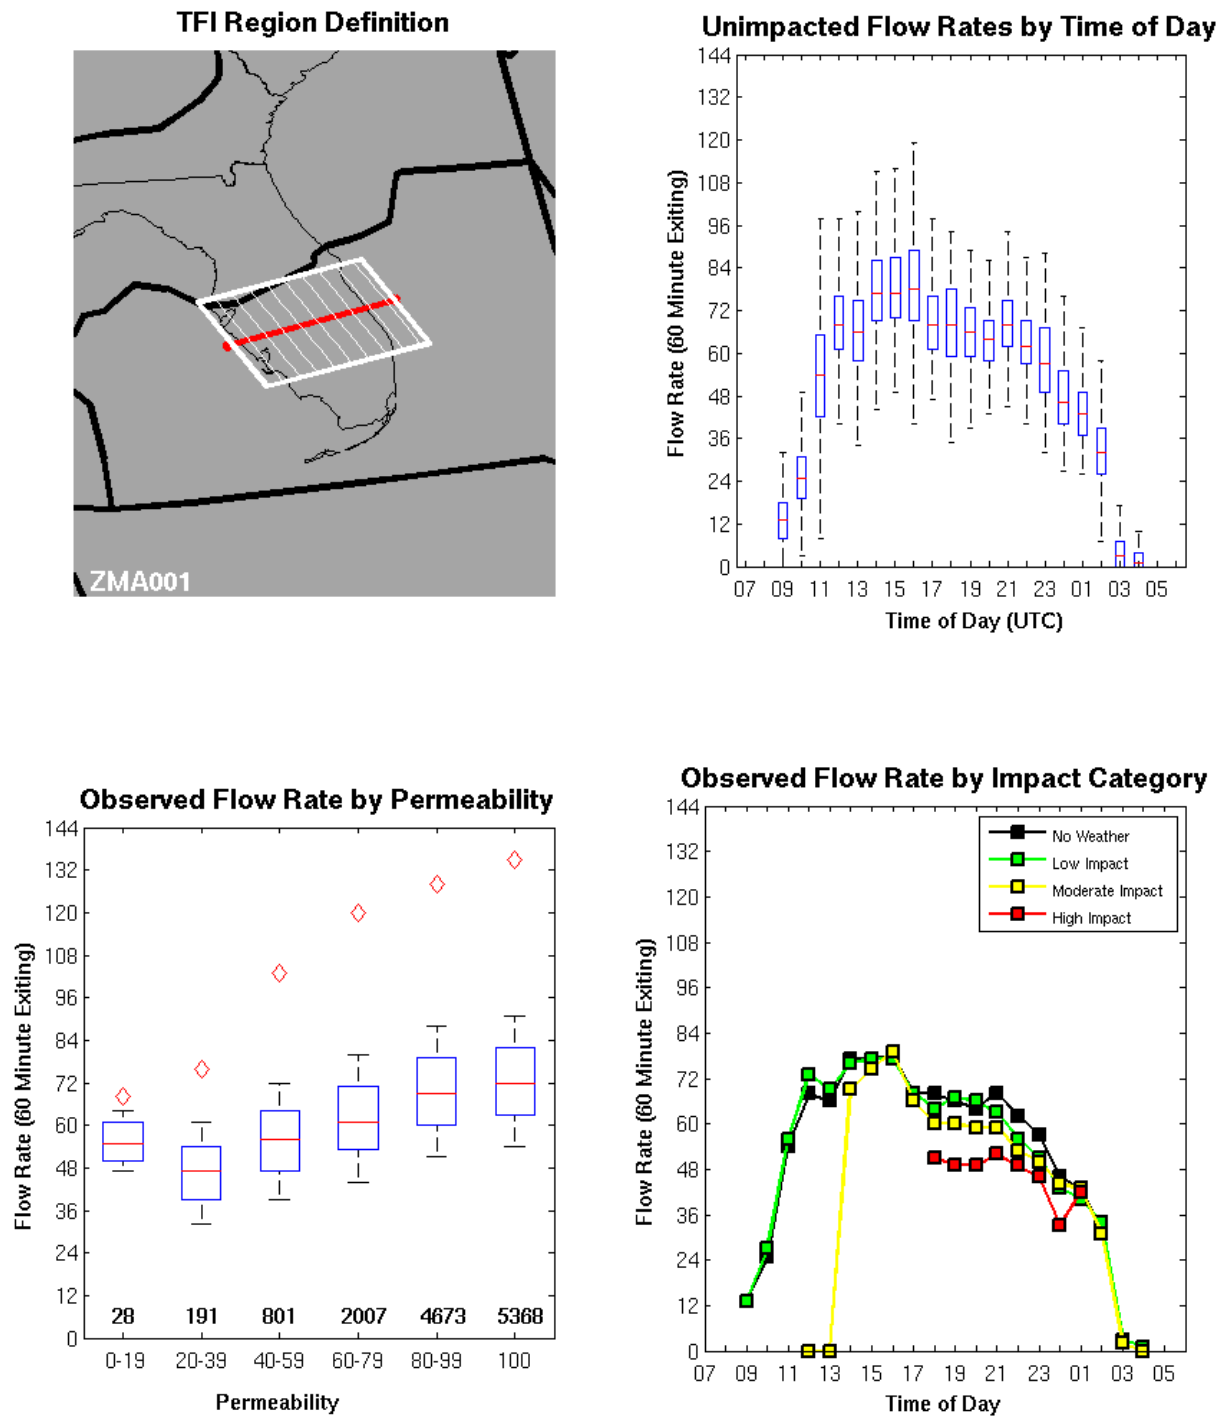 TFI Region Definition
ZMA001
Unimpacted Flow Rates by Time of Day
Flow Rate (60 Minute Exiting)
144
132
120
108
96
84
72
60
48
36
24
12
0
07 09 11 13 15 17 19 21 23 01 03 05
Time of Day (UTC)
Observed Flow Rate by Permeability
Flow Rate (60 Minute Exiting)
144
132
120
108
96
84
72
60
48
36
24
12
0
28 191 801 2007 4673 5368
0-19 20-39 40-59 60-79 80-99 100
Permeability
Observed Flow Rate by Impact Category
Flow Rate (60 Minute Exiting)
144
132
120
108
96
84
72
60
48
36
24
12
0
No Weather
Low Impact
Moderate Impact
High Impact
07 09 11 13 15 17 19 21 23 01 03 05
Time of Day